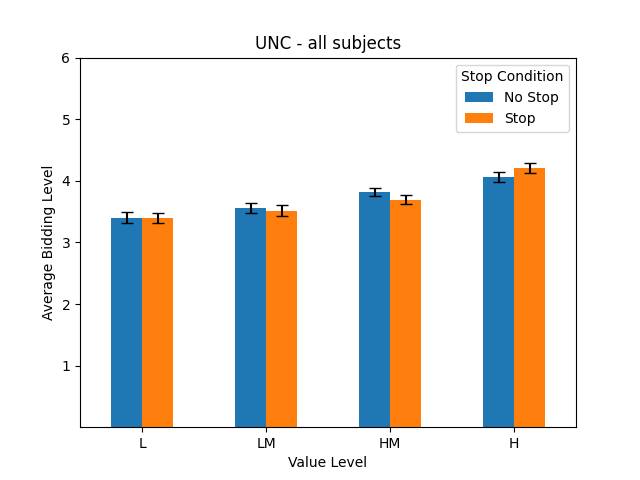 UNC - all subjects
Stop Condition
No Stop
Stop
Average Bidding Level
6
5
4
3
2
1
L LM HM H
Value Level